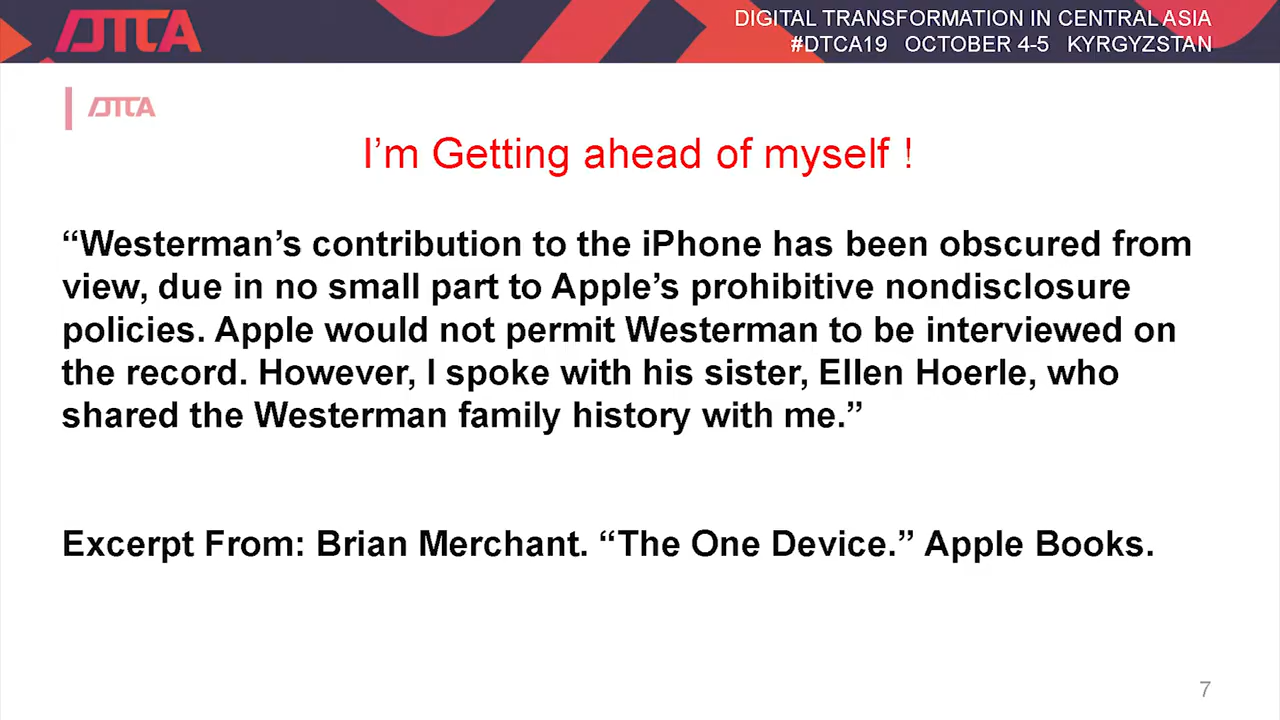 DTCA
DIGITAL TRANSFORMATION IN CENTRAL ASIA
#DTCA19 OCTOBER 4-5 KYRGYZSTAN
DTCA
I’m Getting ahead of myself !
“Westerman’s contribution to the iPhone has been obscured from
view, due in no small part to Apple’s prohibitive nondisclosure
policies. Apple would not permit Westerman to be interviewed on
the record. However, I spoke with his sister, Ellen Hoerle, who
shared the Westerman family history with me.”
Excerpt From: Brian Merchant. “The One Device.” Apple Books.
7